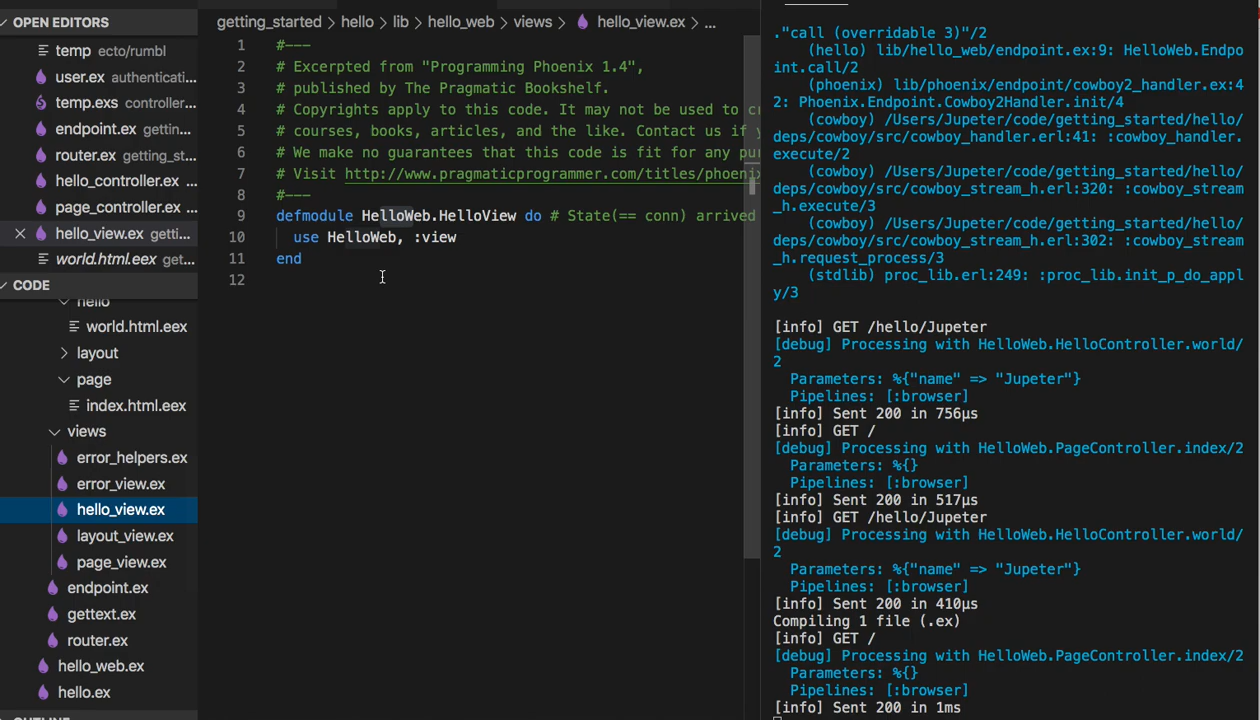 OPEN EDITORS
temp ecto/rumbl
user.ex authenticati...
temp.exs controller...
endpoint.ex gettin...
router.ex getting_st...
hello_controller.ex ...
page_controller.ex ...
hello_view.ex getti...
world.html.eex get...
CODE
hello
world.html.eex
layout
page
index.html.eex
views
error_helpers.ex
error_view.ex
hello_view.ex
layout_view.ex
page_view.ex
endpoint.ex
gettext.ex
router.ex
hello_web.ex
hello.ex
OUTLINE
getting_started > hello > lib > hello_web > views > hello_view.ex > ...
1 #---
2 # Excerpted from "Programming Phoenix 1.4",
3 # published by The Pragmatic Bookshelf.
4 # Copyrights apply to this code. It may not be used to cr
5 # courses, books, articles, and the like. Contact us if y
6 # We make no guarantees that this code is fit for any pur
7 # Visit http://www.pragmaticprogrammer.com/titles/phoenix
8 #---
9 defmodule HelloWeb.HelloView do # State(== conn) arrived
10 use HelloWeb, :view
11 end
12
."call (overridable 3)"/2
(hello) lib/hello_web/endpoint.ex:9: HelloWeb.Endpo
int.call/2
(phoenix) lib/phoenix/endpoint/cowboy2_handler.ex:4
2: Phoenix.Endpoint.Cowboy2Handler.init/4
(cowboy) /Users/Jupeter/code/getting_started/hello/
deps/cowboy/src/cowboy_handler.erl:41: :cowboy_handler.
execute/2
(cowboy) /Users/Jupeter/code/getting_started/hello/
deps/cowboy/src/cowboy_stream_h.erl:320: :cowboy_stream
_h.execute/3
(cowboy) /Users/Jupeter/code/getting_started/hello/
deps/cowboy/src/cowboy_stream_h.erl:302: :cowboy_stream
_h.request_process/3
(stdlib) proc_lib.erl:249: :proc_lib.init_p_do_appl
y/3
[info] GET /hello/Jupeter
[debug] Processing with HelloWeb.HelloController.world/
2
Parameters: %{"name" => "Jupeter"}
Pipelines: [:browser]
[info] Sent 200 in 756µs
[info] GET /
[debug] Processing with HelloWeb.PageController.index/2
Parameters: %{}
Pipelines: [:browser]
[info] Sent 200 in 517µs
[info] GET /hello/Jupeter
[debug] Processing with HelloWeb.HelloController.world/
2
Parameters: %{"name" => "Jupeter"}
Pipelines: [:browser]
[info] Sent 200 in 410µs
Compiling 1 file (.ex)
[info] GET /
[debug] Processing with HelloWeb.PageController.index/2
Parameters: %{}
Pipelines: [:browser]
[info] Sent 200 in 1ms